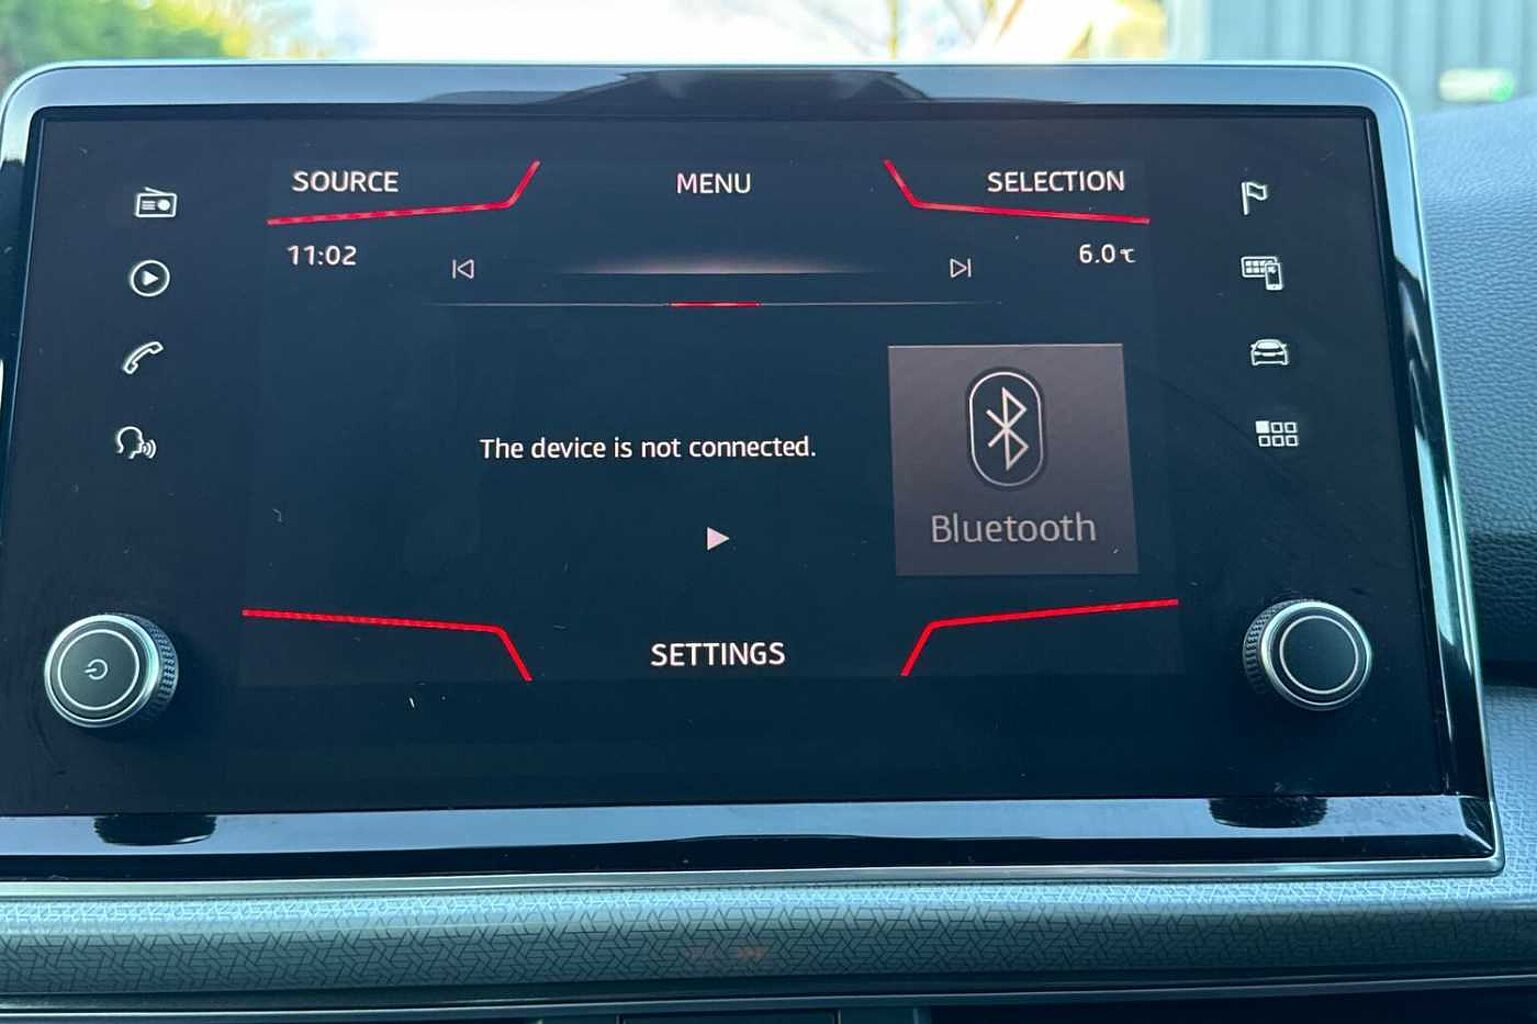 SOURCE MENU SELECTION
11:02 6.0℃
The device is not connected.
Bluetooth
SETTINGS